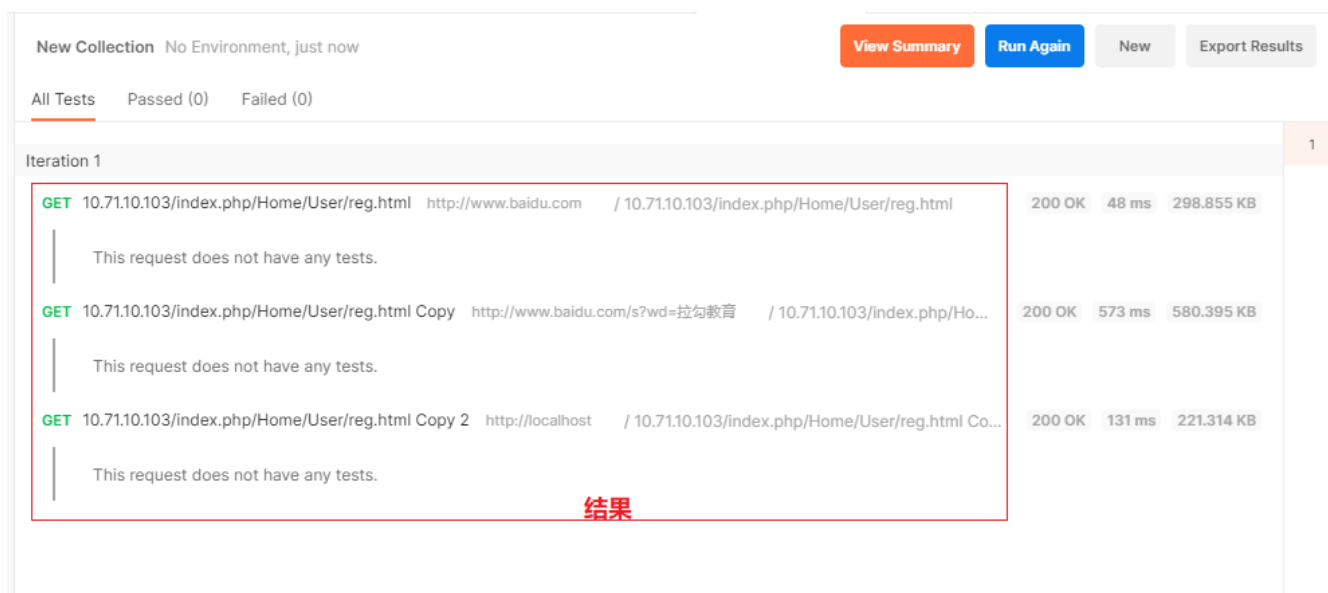 New Collection No Environment, just now View Summary Run Again New Export Results
All Tests Passed (0) Failed (0)
1
Iteration 1
GET 10.71.10.103/index.php/Home/User/reg.html http://www.baidu.com / 10.71.10.103/index.php/Home/User/reg.html 200 OK 48 ms 298.855 KB
This request does not have any tests.
GET 10.71.10.103/index.php/Home/User/reg.html Copy http://www.baidu.com/s?wd=拉勾教育 / 10.71.10.103/index.php/Ho... 200 OK 573 ms 580.395 KB
This request does not have any tests.
GET 10.71.10.103/index.php/Home/User/reg.html Copy 2 http://localhost / 10.71.10.103/index.php/Home/User/reg.html Co... 200 OK 131 ms 221.314 KB
This request does not have any tests.
结果